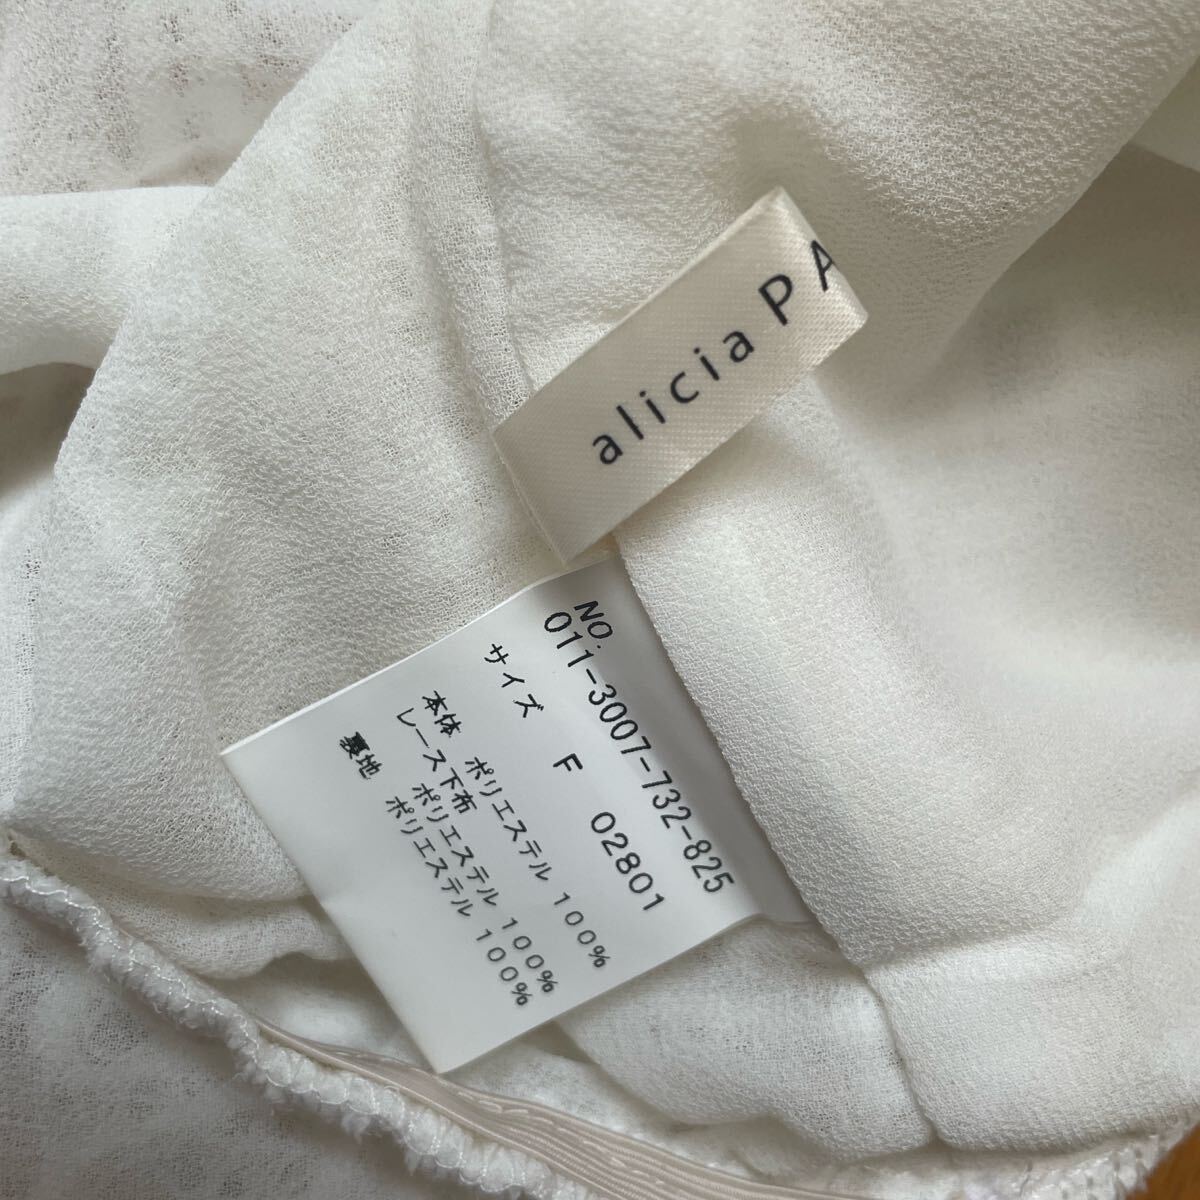 alicia PA
NO.
011-3007-732-825
サイズ F 02801
本体 ポリエステル 100%
レース下布
ポリエステル 100%
裏地 ポリエステル 100%